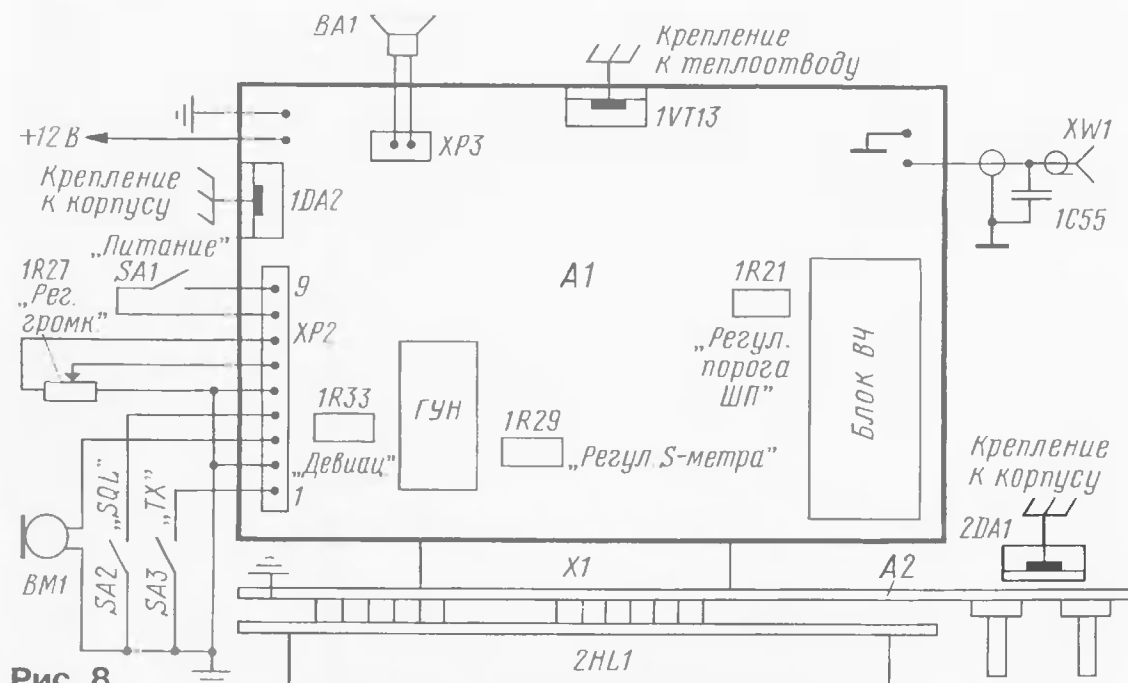 BA1
Крепление
к теплоотводу
+12 В
XP3
1VT13
XW1
Крепление
к корпусу
1DA2
1C55
„Питание”
SA1
1R27
„Рег.
громк.”
9
XP2
A1
1R21
„Регул.
порога
ШП”
Блок ВЧ
ГУН
1R33
1R29
„Девиац”
„Регул. S-метра”
1
Крепление
к корпусу
2DA1
„SQL”
„TX”
BM1
SA2
SA3
X1
A2
2HL1
Рис. 8